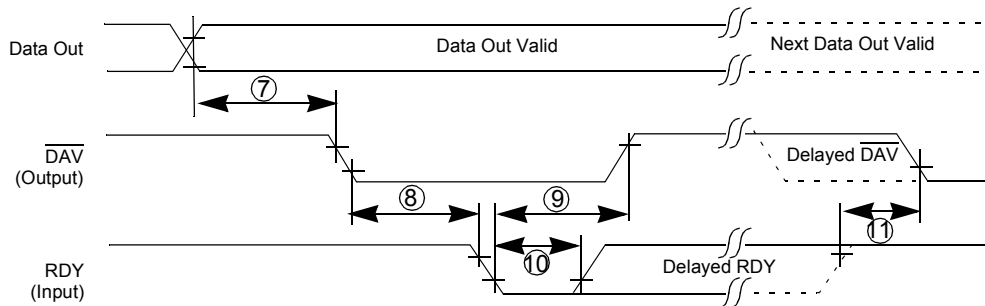 Data Out
Data Out Valid
Next Data Out Valid
7
DAV
(Output)
Delayed DAV
8
9
11
RDY
(Input)
10
Delayed RDY